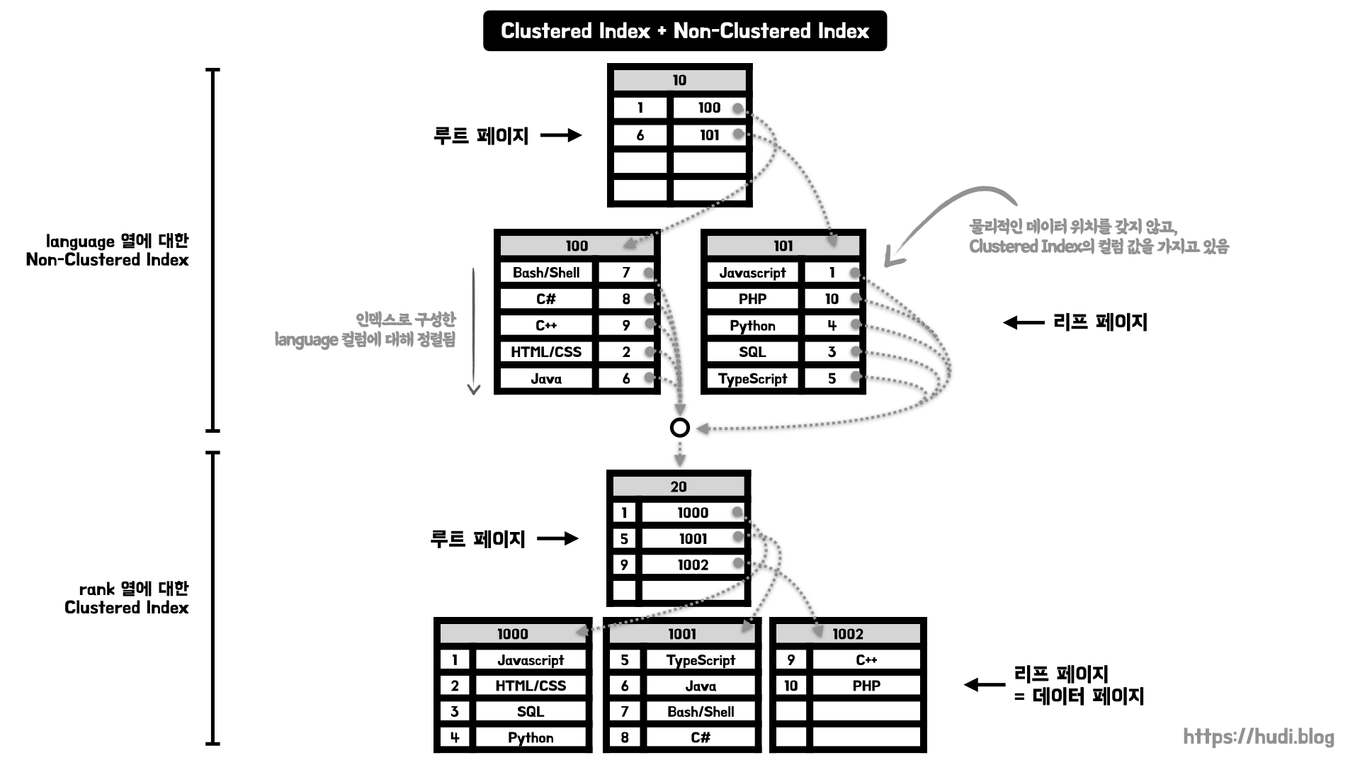 Clustered Index + Non-Clustered Index
10
1 100
6 101
루트 페이지
language 열에 대한
Non-Clustered Index
물리적인 데이터 위치를 갖지 않고,
Clustered Index의 컬럼 값을 가지고 있음
100
Bash/Shell 7
C# 8
C++ 9
HTML/CSS 2
Java 6
101
Javascript 1
PHP 10
Python 4
SQL 3
TypeScript 5
인덱스로 구성한
language 컬럼에 대해 정렬됨
리프 페이지
20
1 1000
5 1001
9 1002
루트 페이지
rank 열에 대한
Clustered Index
1000
1 Javascript
2 HTML/CSS
3 SQL
4 Python
1001
5 TypeScript
6 Java
7 Bash/Shell
8 C#
1002
9 C++
10 PHP
리프 페이지
= 데이터 페이지
https://hudi.blog